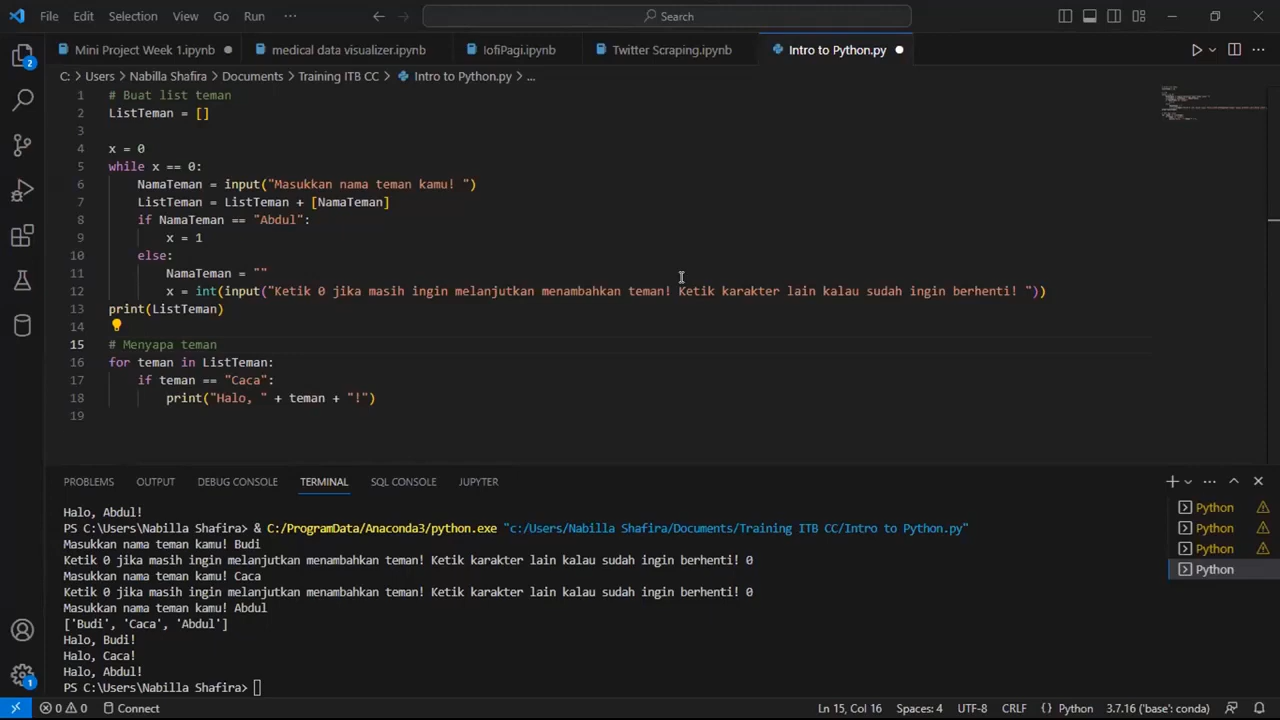 File Edit Selection View Go Run ··· Search
Mini Project Week 1.ipynb medical data visualizer.ipynb IofiPagi.ipynb Twitter Scraping.ipynb Intro to Python.py
C: > Users > Nabilla Shafira > Documents > Training ITB CC > Intro to Python.py > ...
1 # Buat list teman
2 ListTeman = []
3
4 x = 0
5 while x == 0:
6 NamaTeman = input("Masukkan nama teman kamu! ")
7 ListTeman = ListTeman + [NamaTeman]
8 if NamaTeman == "Abdul":
9 x = 1
10 else:
11 NamaTeman = ""
12 x = int(input("Ketik 0 jika masih ingin melanjutkan menambahkan teman! Ketik karakter lain kalau sudah ingin berhenti! "))
13 print(ListTeman)
14
15 # Menyapa teman
16 for teman in ListTeman:
17 if teman == "Caca":
18 print("Halo, " + teman + "!")
19
PROBLEMS OUTPUT DEBUG CONSOLE TERMINAL SQL CONSOLE JUPYTER
Halo, Abdul!
PS C:\Users\Nabilla Shafira> & C:/ProgramData/Anaconda3/python.exe "c:/Users/Nabilla Shafira/Documents/Training ITB CC/Intro to Python.py"
Masukkan nama teman kamu! Budi
Ketik 0 jika masih ingin melanjutkan menambahkan teman! Ketik karakter lain kalau sudah ingin berhenti! 0
Masukkan nama teman kamu! Caca
Ketik 0 jika masih ingin melanjutkan menambahkan teman! Ketik karakter lain kalau sudah ingin berhenti! 0
Masukkan nama teman kamu! Abdul
['Budi', 'Caca', 'Abdul']
Halo, Budi!
Halo, Caca!
Halo, Abdul!
PS C:\Users\Nabilla Shafira>
Python
Python
Python
Python
2
1
0 0 Connect Ln 15, Col 16 Spaces: 4 UTF-8 CRLF {} Python 3.7.16 ('base': conda)